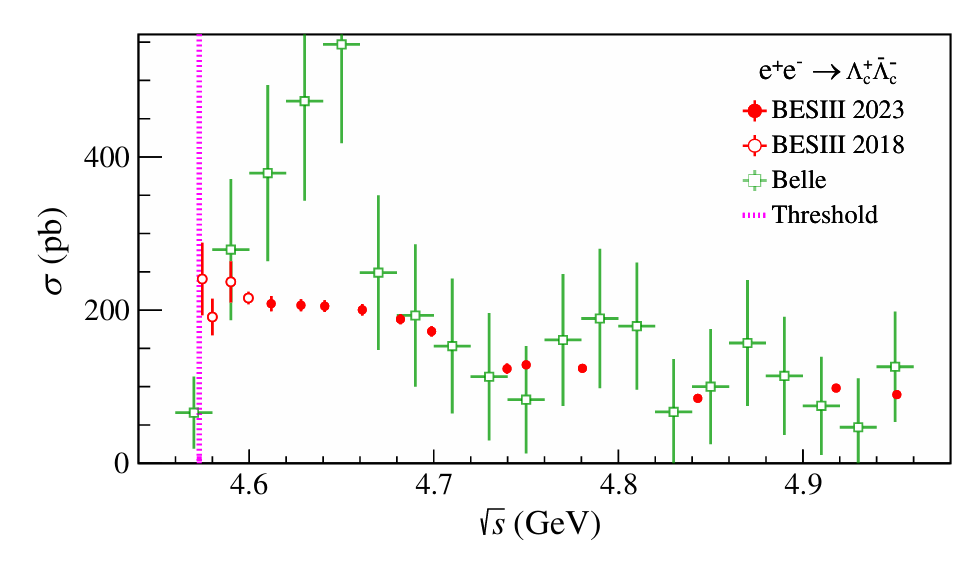 e⁺e⁻ → Λc⁺Λ̄c⁻
BESIII 2023
BESIII 2018
Belle
Threshold
σ (pb)
400
200
0
4.6 4.7 4.8 4.9
√s (GeV)